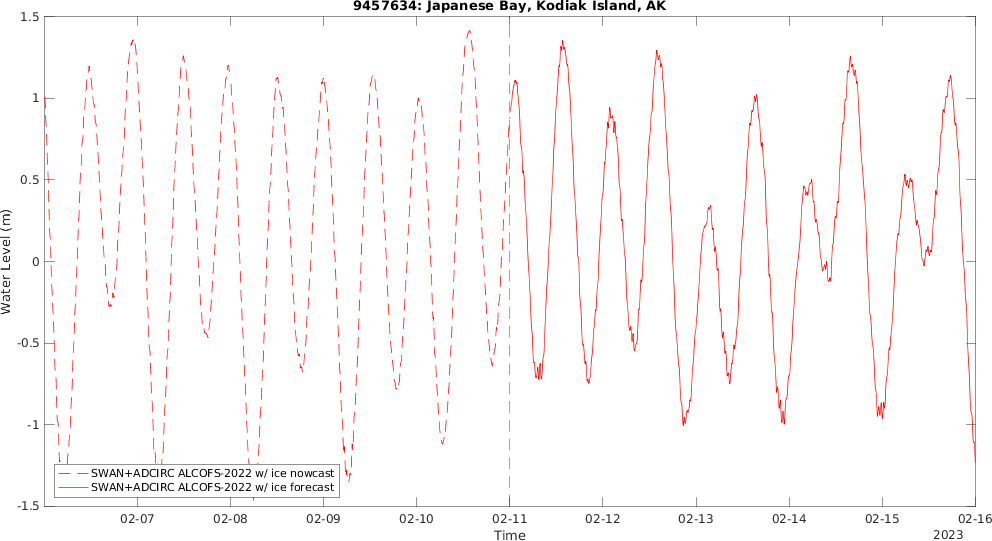 9457634: Japanese Bay, Kodiak Island, AK
Water Level (m)
1.5
1
0.5
0
-0.5
-1
-1.5
SWAN+ADCIRC ALCOFS-2022 w/ ice nowcast
SWAN+ADCIRC ALCOFS-2022 w/ ice forecast
02-07 02-08 02-09 02-10 02-11 02-12 02-13 02-14 02-15 02-16
Time
2023